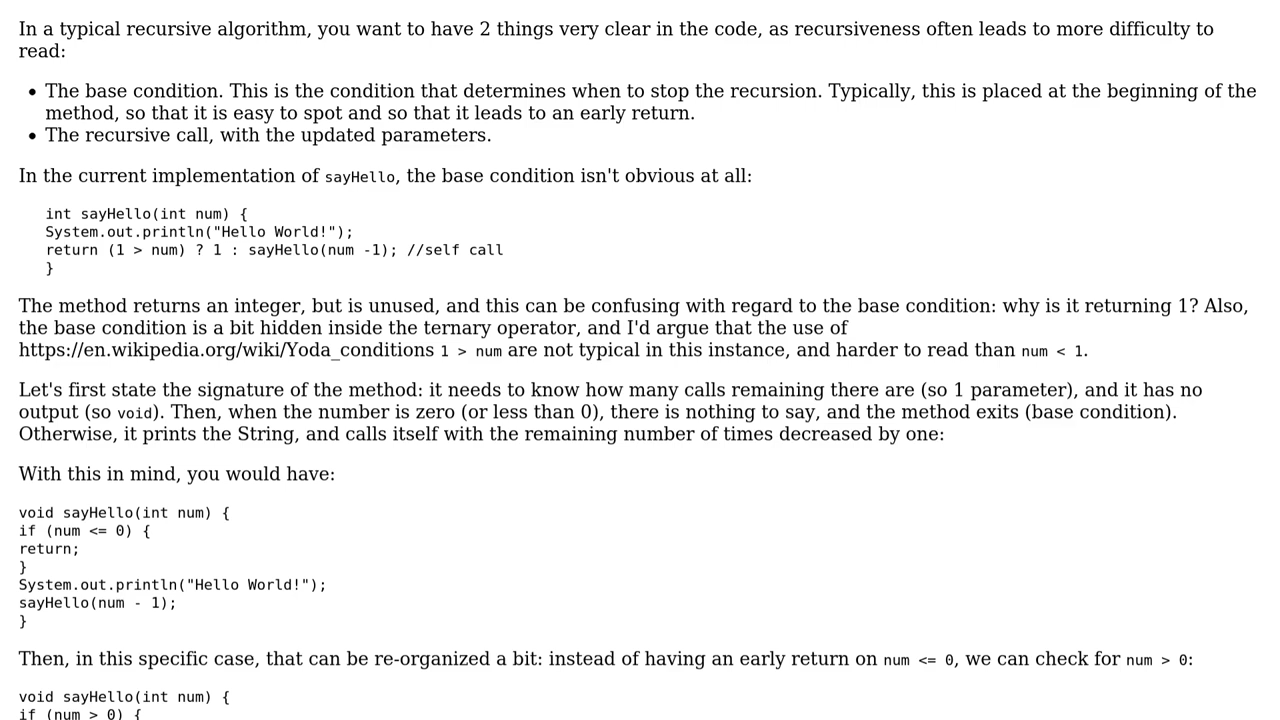 In a typical recursive algorithm, you want to have 2 things very clear in the code, as recursiveness often leads to more difficulty to
read:
• The base condition. This is the condition that determines when to stop the recursion. Typically, this is placed at the beginning of the
method, so that it is easy to spot and so that it leads to an early return.
• The recursive call, with the updated parameters.
In the current implementation of sayHello, the base condition isn't obvious at all:
int sayHello(int num) {
System.out.println("Hello World!");
return (1 > num) ? 1 : sayHello(num -1); //self call
}
The method returns an integer, but is unused, and this can be confusing with regard to the base condition: why is it returning 1? Also,
the base condition is a bit hidden inside the ternary operator, and I'd argue that the use of
https://en.wikipedia.org/wiki/Yoda_conditions 1 > num are not typical in this instance, and harder to read than num < 1.
Let's first state the signature of the method: it needs to know how many calls remaining there are (so 1 parameter), and it has no
output (so void). Then, when the number is zero (or less than 0), there is nothing to say, and the method exits (base condition).
Otherwise, it prints the String, and calls itself with the remaining number of times decreased by one:
With this in mind, you would have:
void sayHello(int num) {
if (num <= 0) {
return;
}
System.out.println("Hello World!");
sayHello(num - 1);
}
Then, in this specific case, that can be re-organized a bit: instead of having an early return on num <= 0, we can check for num > 0:
void sayHello(int num) {
if (num > 0) {